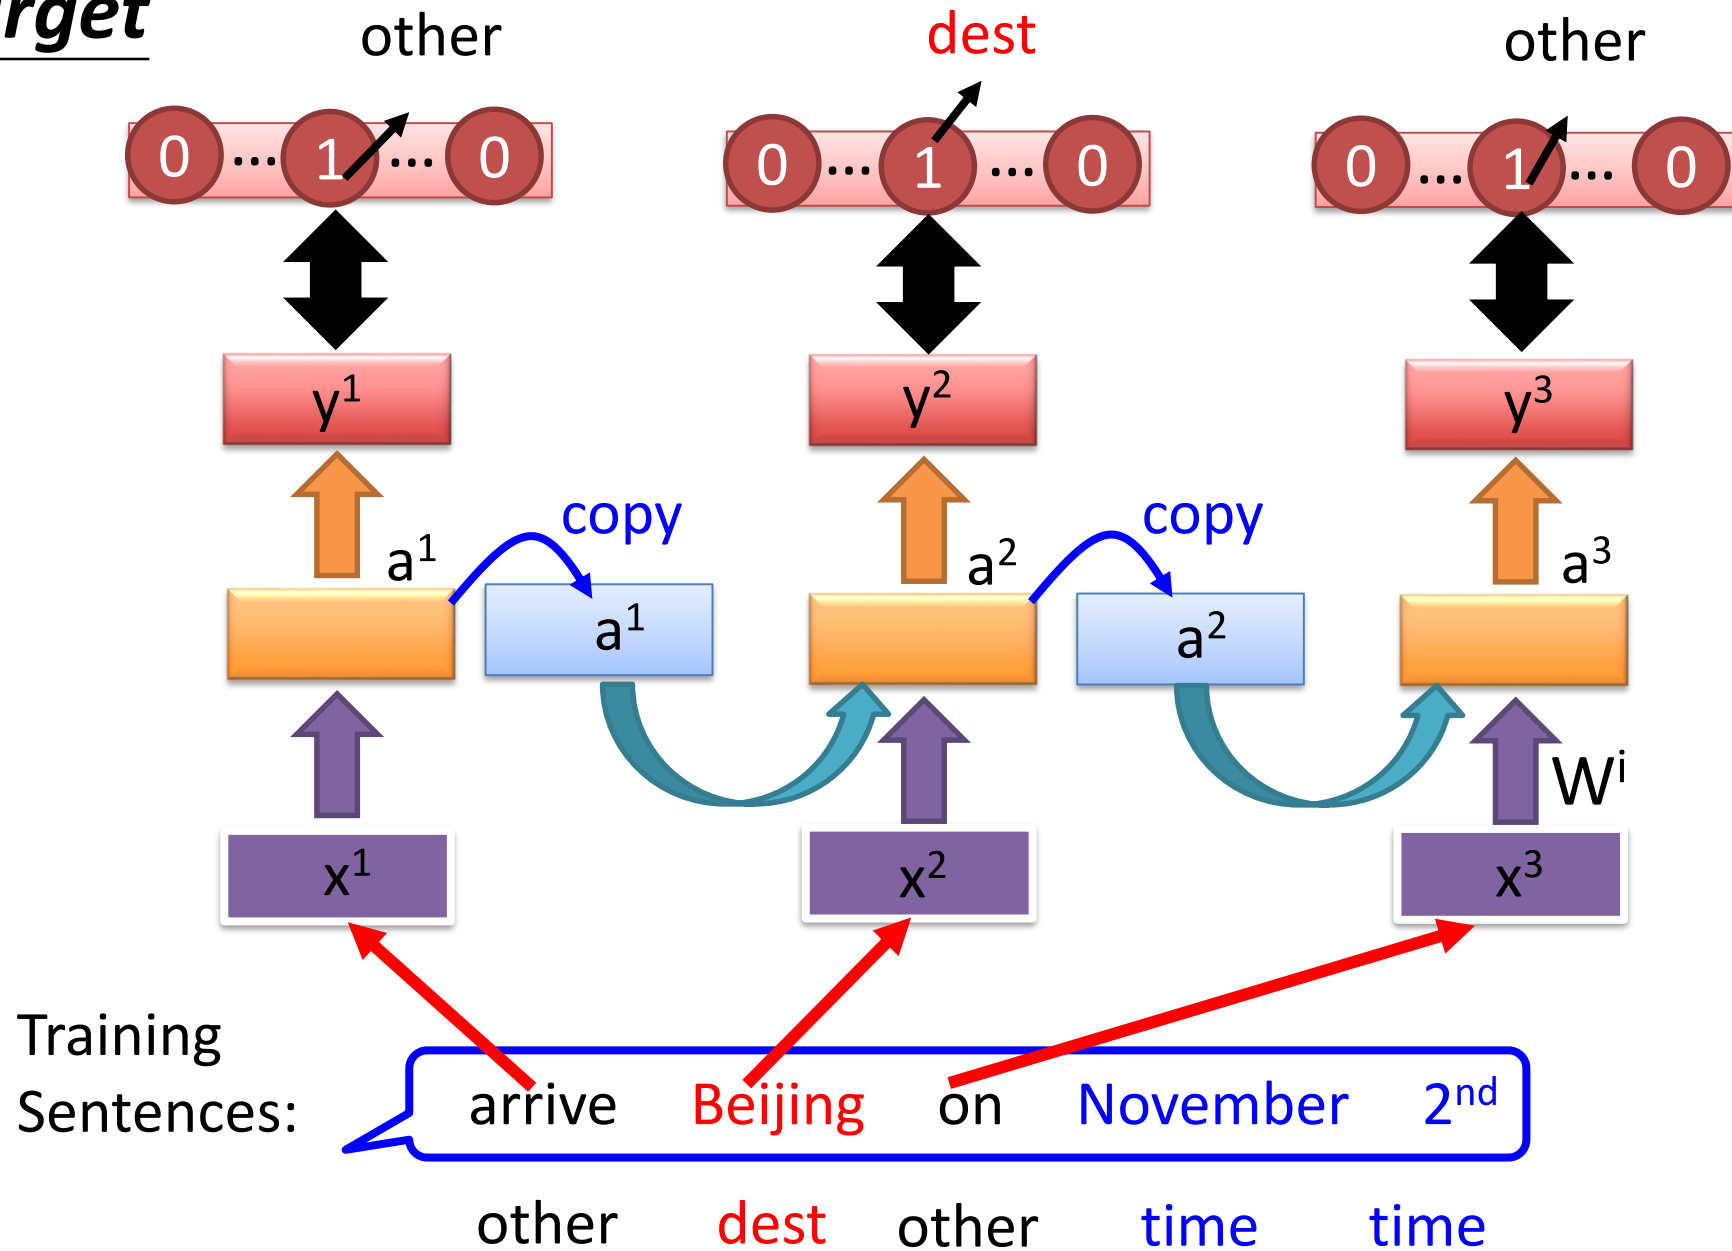 rget
other dest other
0 ... 1 ... 0 0 ... 1 ... 0 0 ... 1 ... 0
y¹ y² y³
copy copy
a¹ a² a³
a¹ a²
Wⁱ
x¹ x² x³
Training
Sentences:
arrive Beijing on November 2ⁿᵈ
other dest other time time